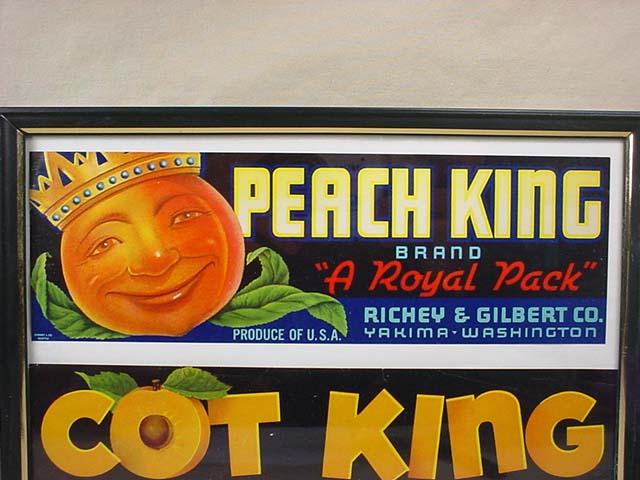 PEACH KING
BRAND
"A Royal Pack"
RICHEY & GILBERT CO.
PRODUCE OF U.S.A. YAKIMA-WASHINGTON
COT KING